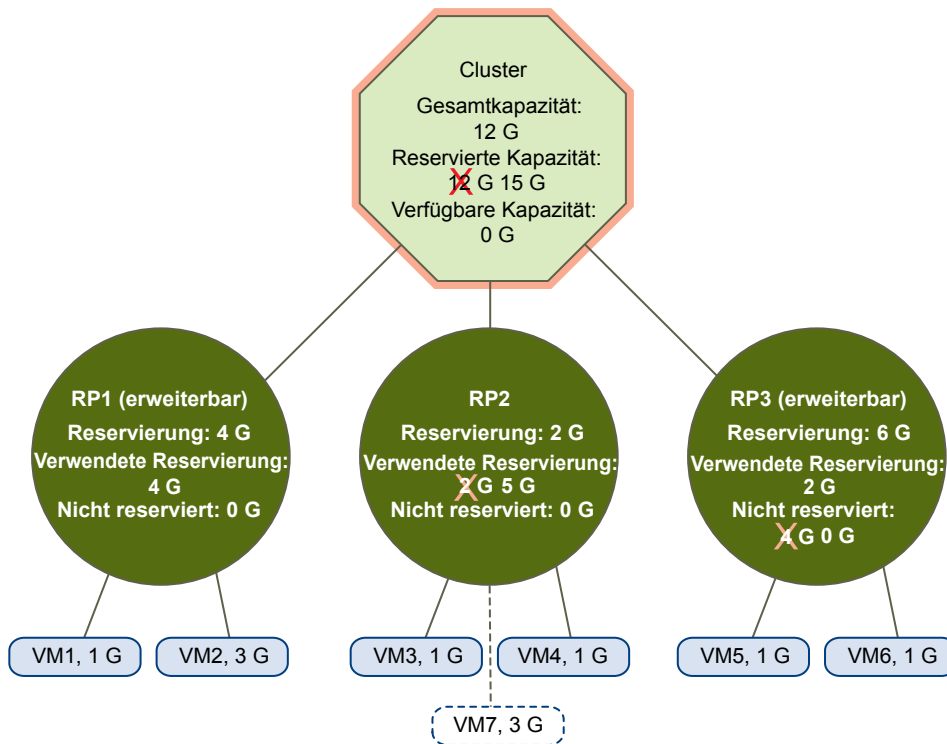 Cluster
Gesamtkapazität:
12 G
Reservierte Kapazität:
12 G 15 G
Verfügbare Kapazität:
0 G
RP1 (erweiterbar)
Reservierung: 4 G
Verwendete Reservierung:
4 G
Nicht reserviert: 0 G
RP2
Reservierung: 2 G
Verwendete Reservierung:
2 G 5 G
Nicht reserviert: 0 G
RP3 (erweiterbar)
Reservierung: 6 G
Verwendete Reservierung:
2 G
Nicht reserviert:
4 G 0 G
VM1, 1 G
VM2, 3 G
VM3, 1 G
VM4, 1 G
VM5, 1 G
VM6, 1 G
VM7, 3 G